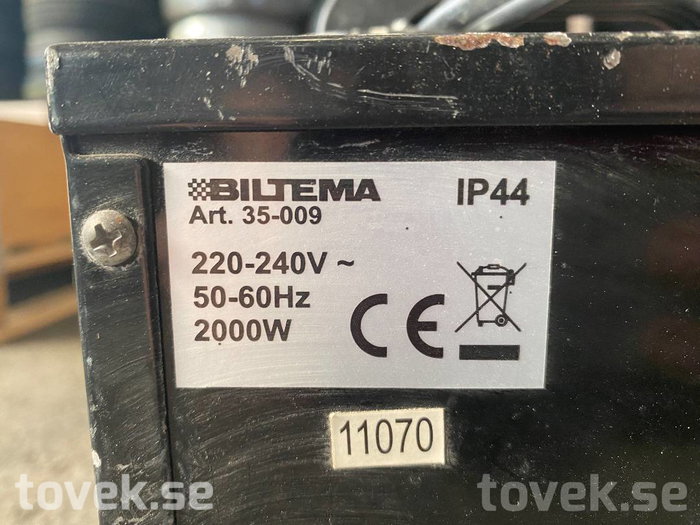 BILTEMA IP44
Art. 35-009
220-240V ~
50-60Hz
2000W
CE
11070
tovek.se tovek.se